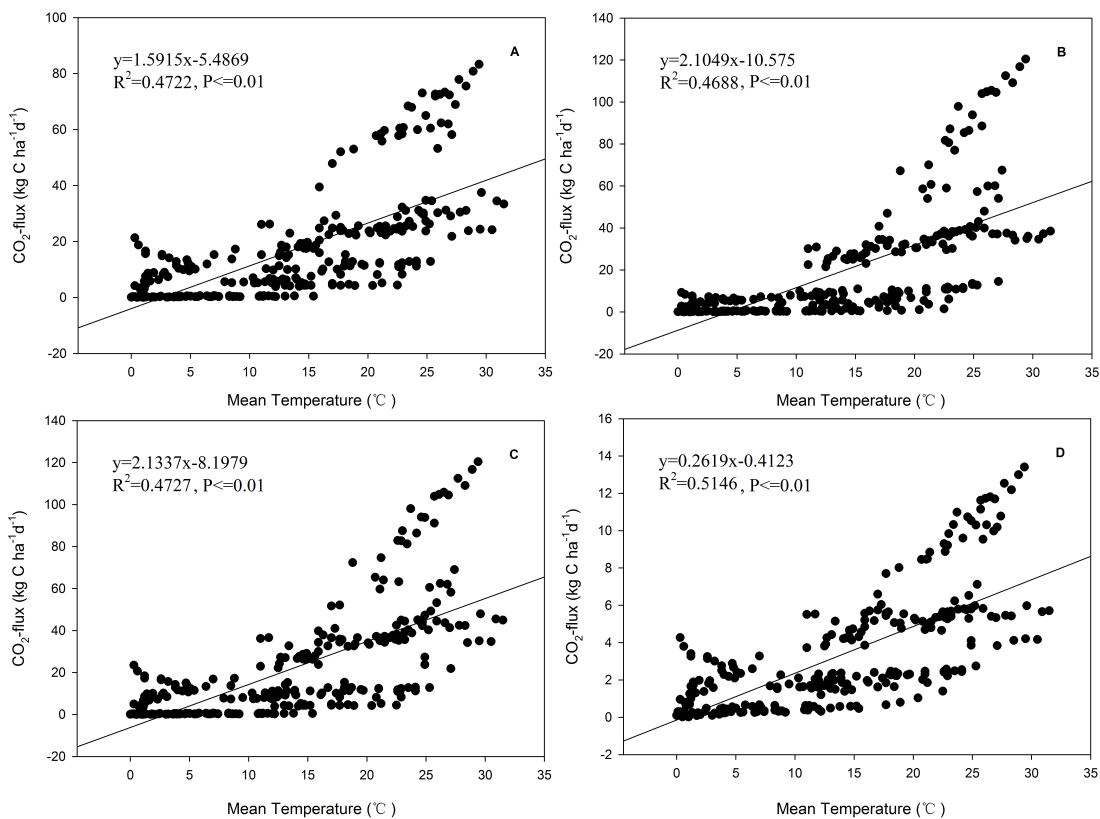 A
y=1.5915x-5.4869
R²=0.4722, P<=0.01
CO₂-flux (kg C ha⁻¹d⁻¹)
100
80
60
40
20
0
-20
0 5 10 15 20 25 30 35
Mean Temperature (℃ )
B
y=2.1049x-10.575
R²=0.4688, P<=0.01
CO₂-flux (kg C ha⁻¹d⁻¹)
140
120
100
80
60
40
20
0
-20
0 5 10 15 20 25 30 35
Mean Temperature (℃ )
C
y=2.1337x-8.1979
R²=0.4727, P<=0.01
CO₂-flux (kg C ha⁻¹d⁻¹)
140
120
100
80
60
40
20
0
-20
0 5 10 15 20 25 30 35
Mean Temperature (℃ )
D
y=0.2619x-0.4123
R²=0.5146, P<=0.01
CO₂-flux (kg C ha⁻¹d⁻¹)
16
14
12
10
8
6
4
2
0
-2
0 5 10 15 20 25 30 35
Mean Temperature (℃ )